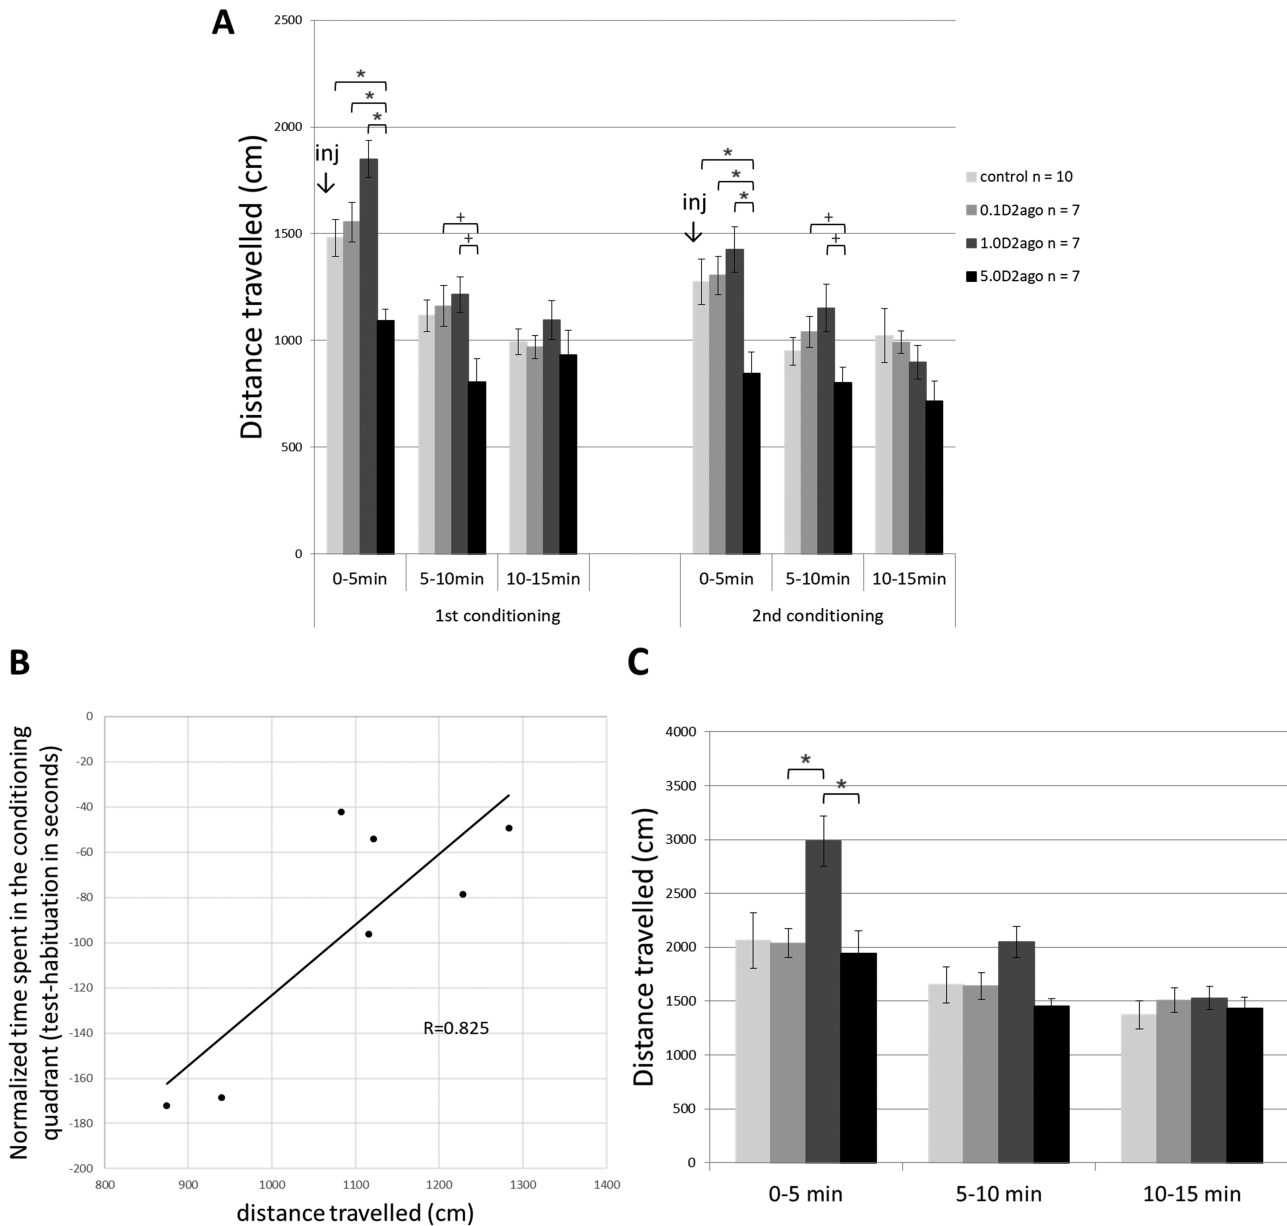 A
Distance travelled (cm)
2500
2000
1500
1000
500
0
*
*
*
inj
+
+
*
*
*
inj
+
+
control n = 10
0.1D2ago n = 7
1.0D2ago n = 7
5.0D2ago n = 7
0-5min
5-10min
10-15min
0-5min
5-10min
10-15min
1st conditioning
2nd conditioning
B
Normalized time spent in the conditioning
quadrant (test-habituation in seconds)
0
-20
-40
-60
-80
-100
-120
-140
-160
-180
-200
R=0.825
800
900
1000
1100
1200
1300
1400
distance travelled (cm)
C
Distance travelled (cm)
4000
3500
3000
2500
2000
1500
1000
500
0
*
*
0-5 min
5-10 min
10-15 min